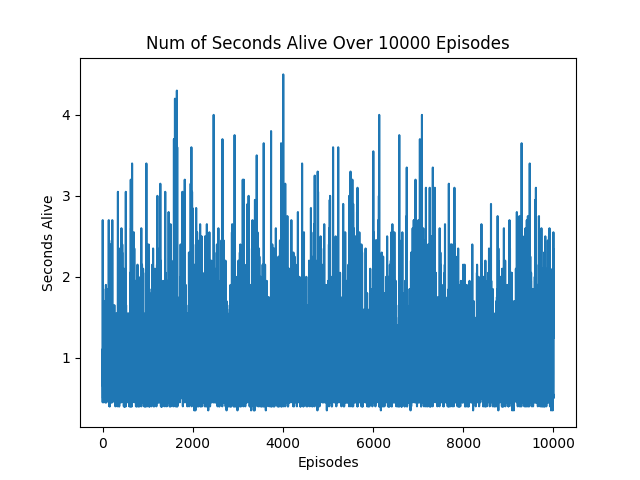 Num of Seconds Alive Over 10000 Episodes
4
3
2
1
Seconds Alive
0 2000 4000 6000 8000 10000
Episodes